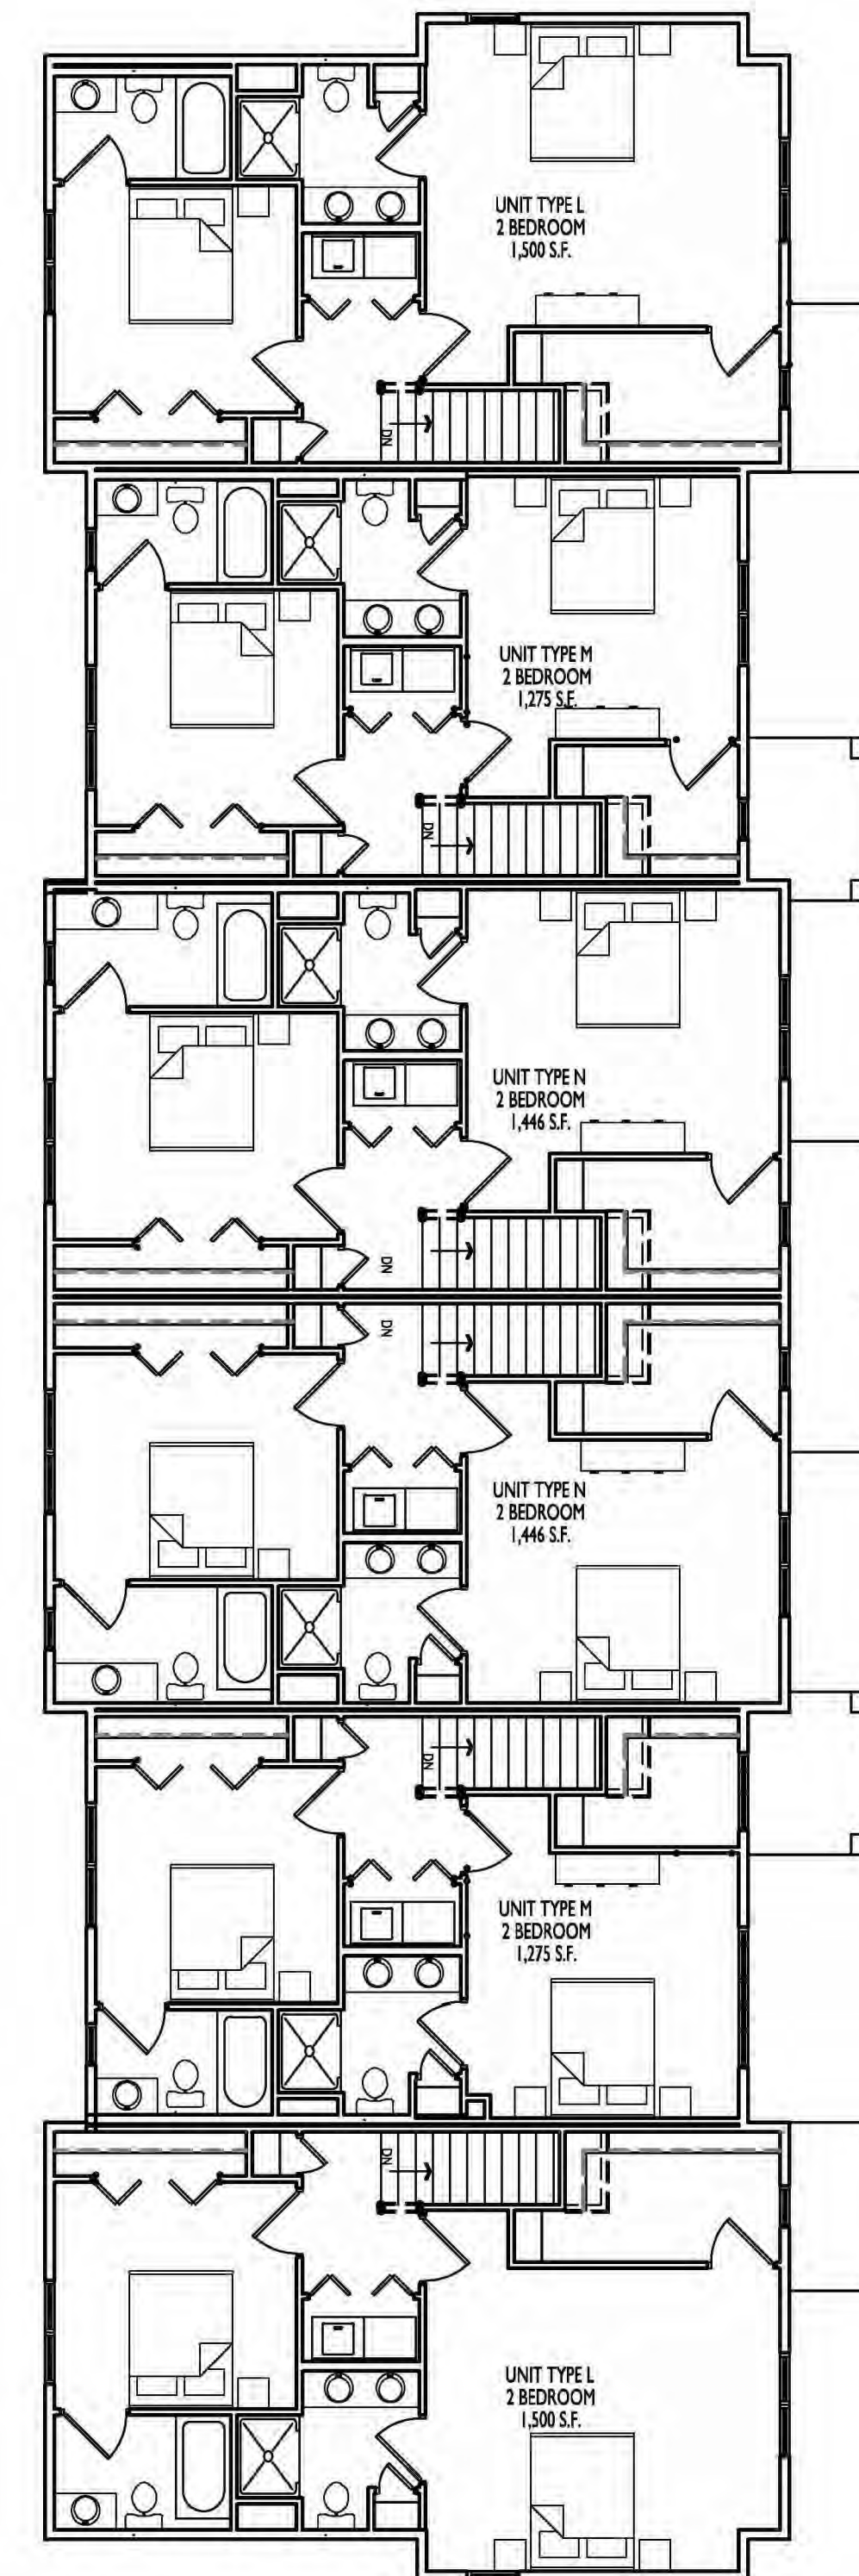 UNIT TYPE L
2 BEDROOM
1,500 S.F.
DN
UNIT TYPE M
2 BEDROOM
1,275 S.F.
DN
UNIT TYPE N
2 BEDROOM
1,446 S.F.
DN
DN
UNIT TYPE N
2 BEDROOM
1,446 S.F.
DN
UNIT TYPE M
2 BEDROOM
1,275 S.F.
DN
UNIT TYPE L
2 BEDROOM
1,500 S.F.